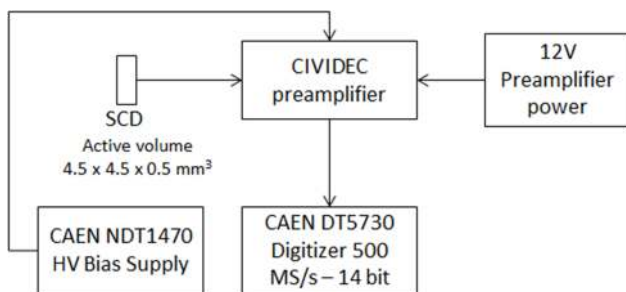 CIVIDEC
preamplifier
12V
Preamplifier
power
SCD
Active volume
4.5 x 4.5 x 0.5 mm³
CAEN NDT1470
HV Bias Supply
CAEN DT5730
Digitizer 500
MS/s – 14 bit